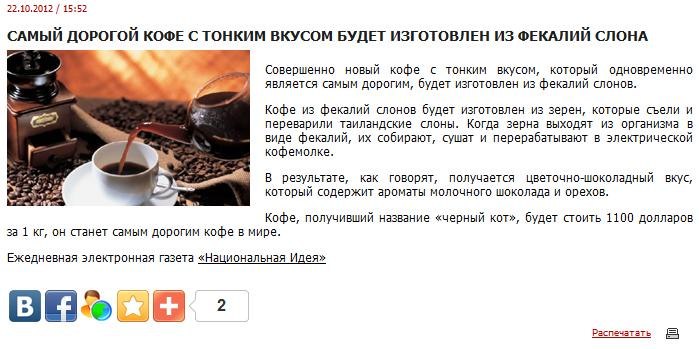 22.10.2012 / 15:52
САМЫЙ ДОРОГОЙ КОФЕ С ТОНКИМ ВКУСОМ БУДЕТ ИЗГОТОВЛЕН ИЗ ФЕКАЛИЙ СЛОНА
Совершенно новый кофе с тонким вкусом, который одновременно
является самым дорогим, будет изготовлен из фекалий слонов.
Кофе из фекалий слонов будет изготовлен из зерен, которые съели и
переварили таиландские слоны. Когда зерна выходят из организма в
виде фекалий, их собирают, сушат и перерабатывают в электрической
кофемолке.
В результате, как говорят, получается цветочно-шоколадный вкус,
который содержит ароматы молочного шоколада и орехов.
Кофе, получивший название «черный кот», будет стоить 1100 долларов
за 1 кг, он станет самым дорогим кофе в мире.
Ежедневная электронная газета «Национальная Идея»
В f 2
Распечатать